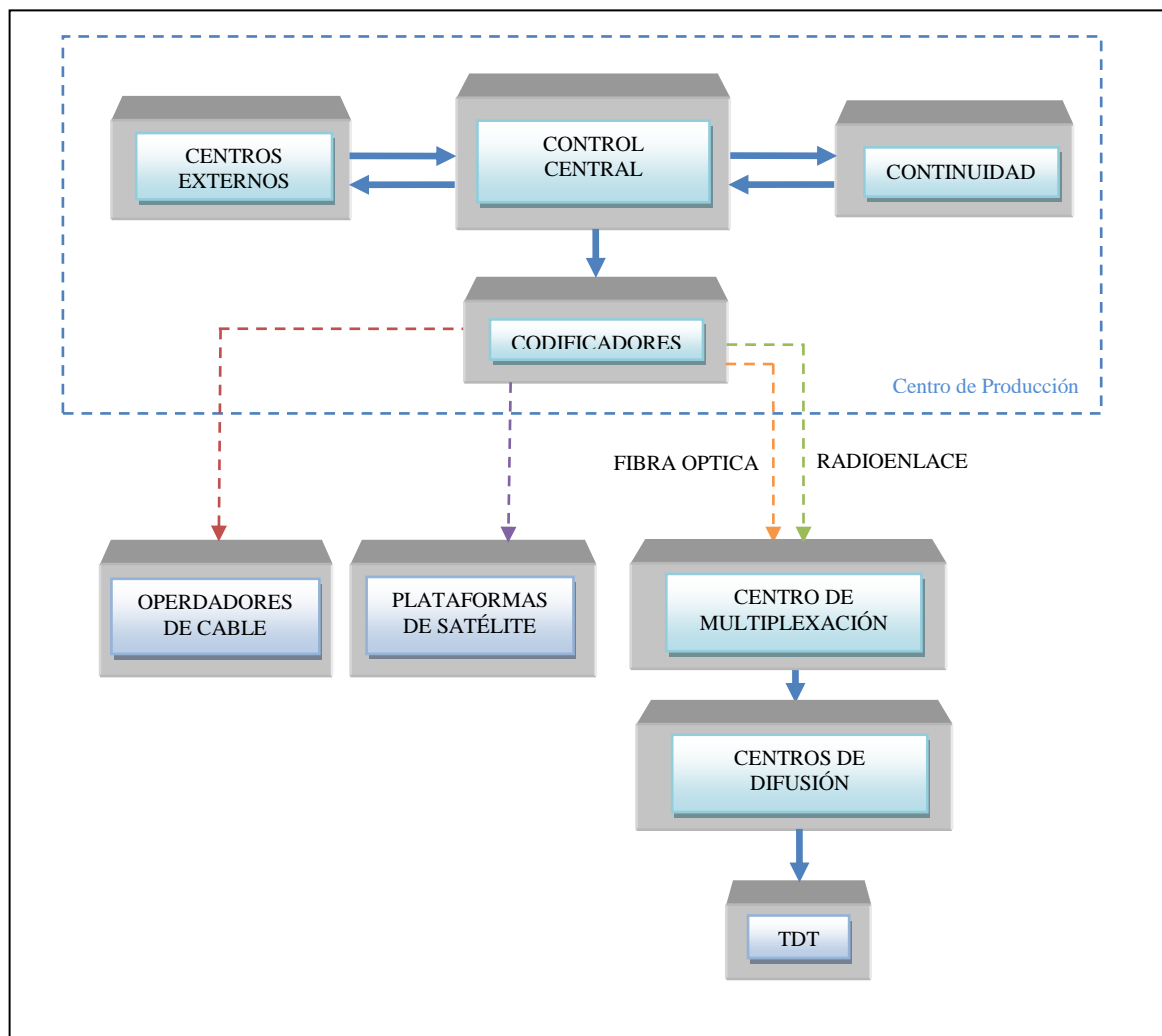 CENTROS
EXTERNOS
CONTROL
CENTRAL
CONTINUIDAD
CODIFICADORES
Centro de Producción
FIBRA OPTICA
RADIOENLACE
OPERDADORES
DE CABLE
PLATAFORMAS
DE SATÉLITE
CENTRO DE
MULTIPLEXACIÓN
CENTROS DE
DIFUSIÓN
TDT